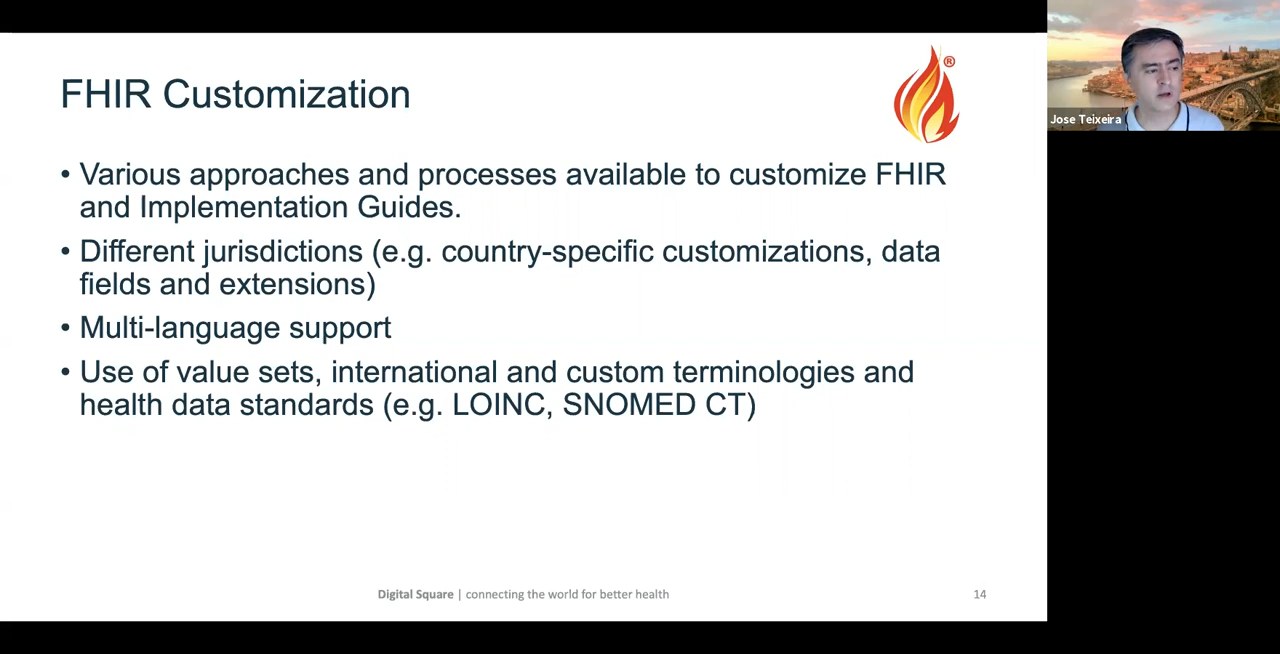 FHIR Customization
®
• Various approaches and processes available to customize FHIR
and Implementation Guides.
• Different jurisdictions (e.g. country-specific customizations, data
fields and extensions)
• Multi-language support
• Use of value sets, international and custom terminologies and
health data standards (e.g. LOINC, SNOMED CT)
Digital Square | connecting the world for better health
14
Jose Teixeira